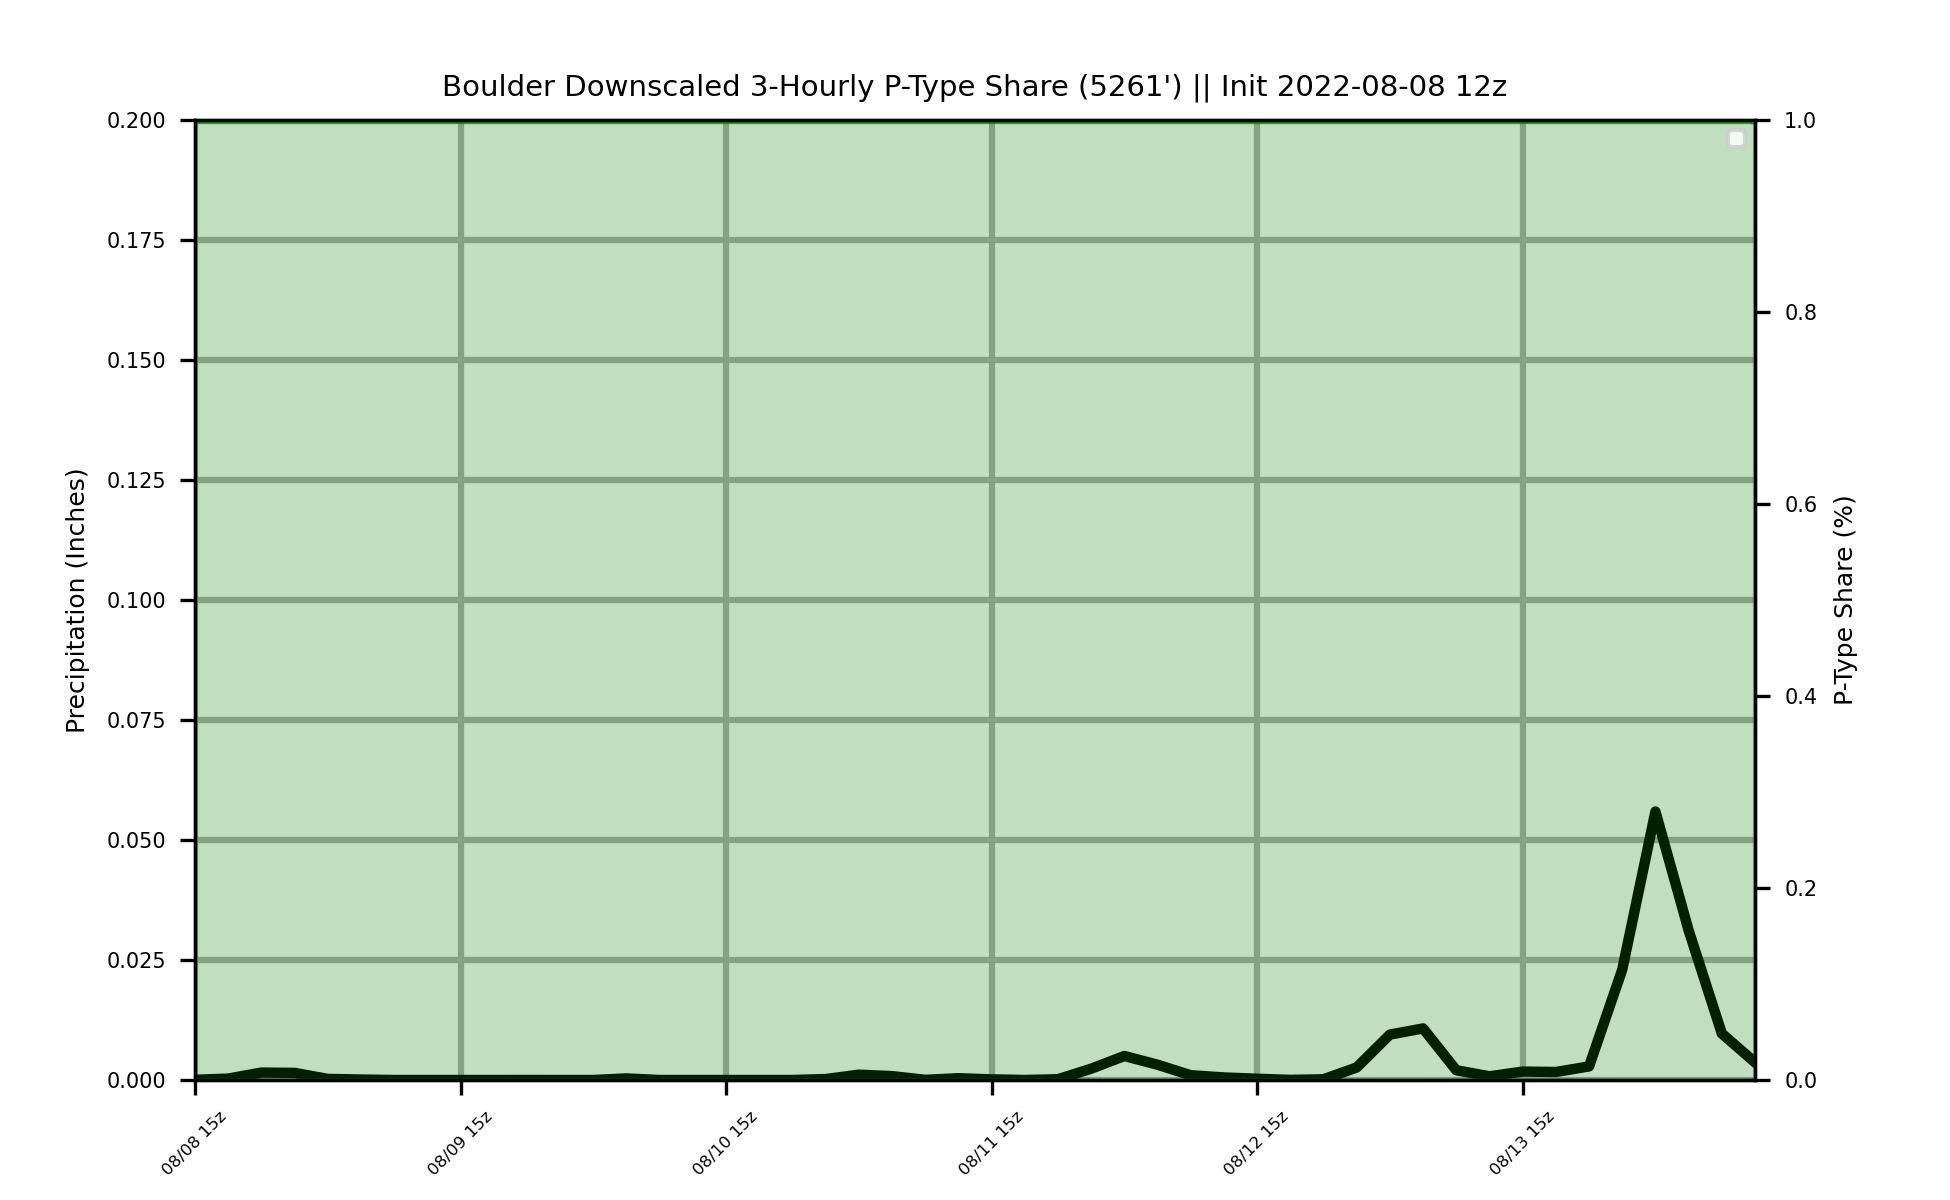 Boulder Downscaled 3-Hourly P-Type Share (5261') || Init 2022-08-08 12z
Precipitation (Inches)
0.200
0.175
0.150
0.125
0.100
0.075
0.050
0.025
0.000
1.0
0.8
0.6
0.4
0.2
0.0
P-Type Share (%)
08/08 15z
08/09 15z
08/10 15z
08/11 15z
08/12 15z
08/13 15z